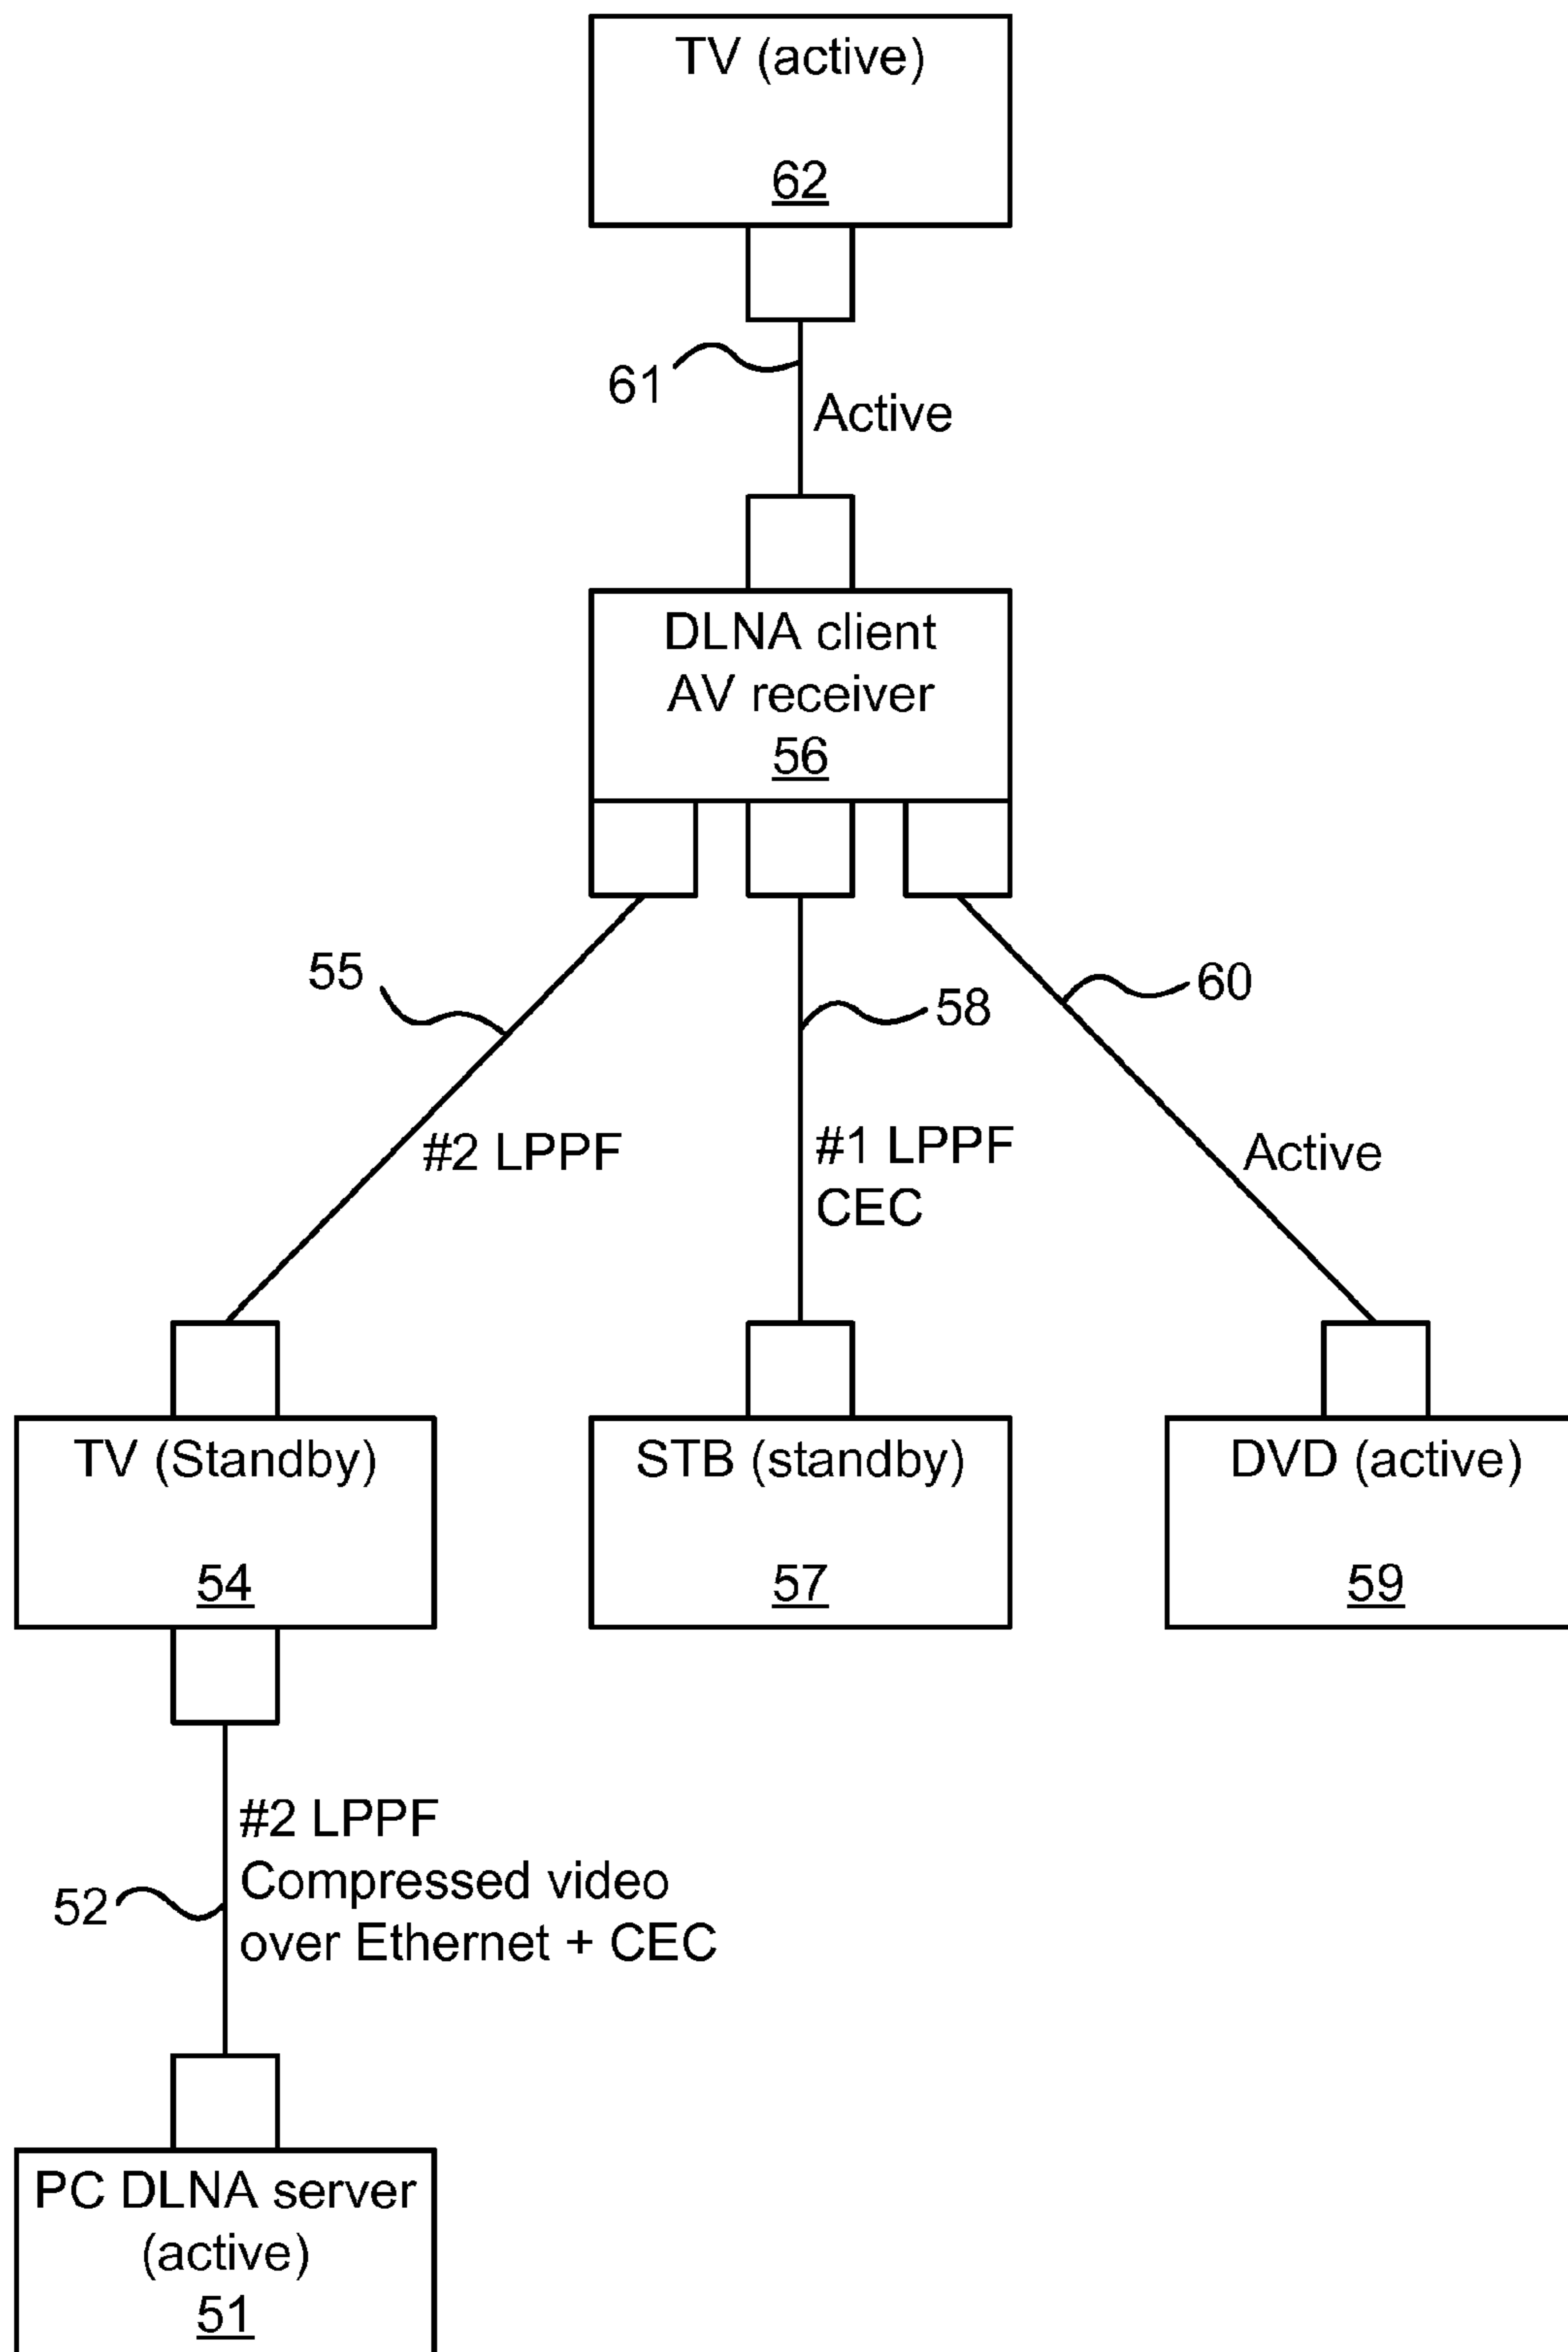 TV (active)
62
61
Active
DLNA client
AV receiver
56
55
58
60
#2 LPPF
#1 LPPF
CEC
Active
TV (Standby)
54
STB (standby)
57
DVD (active)
59
#2 LPPF
Compressed video
over Ethernet + CEC
52
PC DLNA server
(active)
51